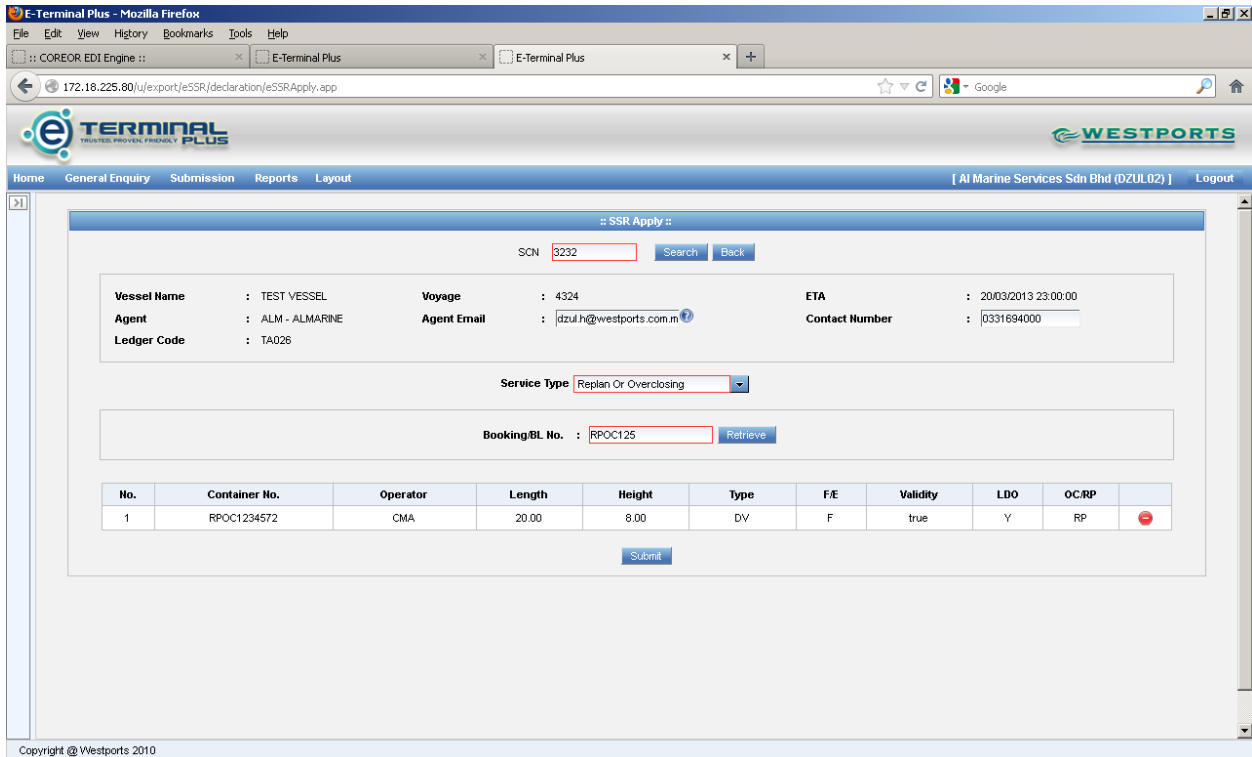 E-Terminal Plus - Mozilla Firefox
File Edit View History Bookmarks Tools Help
:: COREOR EDI Engine :: × E-Terminal Plus × E-Terminal Plus × +
172.18.225.80/u/export/eSSR/declaration/eSSRApply.app Google
e TERMINAL PLUS WESTPORTS
TRUSTED. PROVEN. FRIENDLY
Home General Enquiry Submission Reports Layout [ Al Marine Services Sdn Bhd (DZUL02) ] Logout
:: SSR Apply ::
SCN 3232 Search Back
Vessel Name : TEST VESSEL Voyage : 4324 ETA : 20/03/2013 23:00:00
Agent : ALM - ALMARINE Agent Email : dzul.h@westports.com.m Contact Number : 0331694000
Ledger Code : TA026
Service Type Replan Or Overclosing
Booking/BL No. : RPOC125 Retrieve
No. Container No. Operator Length Height Type F/E Validity LDO OC/RP
1 RPOC1234572 CMA 20.00 8.00 DV F true Y RP
Submit
Copyright @ Westports 2010